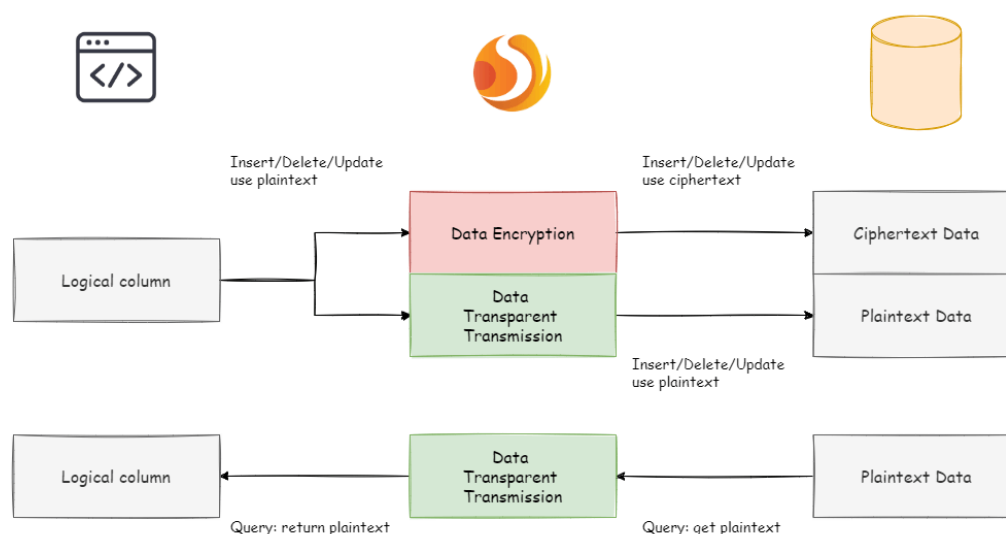 </>
Insert/Delete/Update
use plaintext
Insert/Delete/Update
use ciphertext
Logical column
Data Encryption
Ciphertext Data
Data
Transparent
Transmission
Plaintext Data
Insert/Delete/Update
use plaintext
Logical column
Data
Transparent
Transmission
Plaintext Data
Query: return plaintext
Query: get plaintext